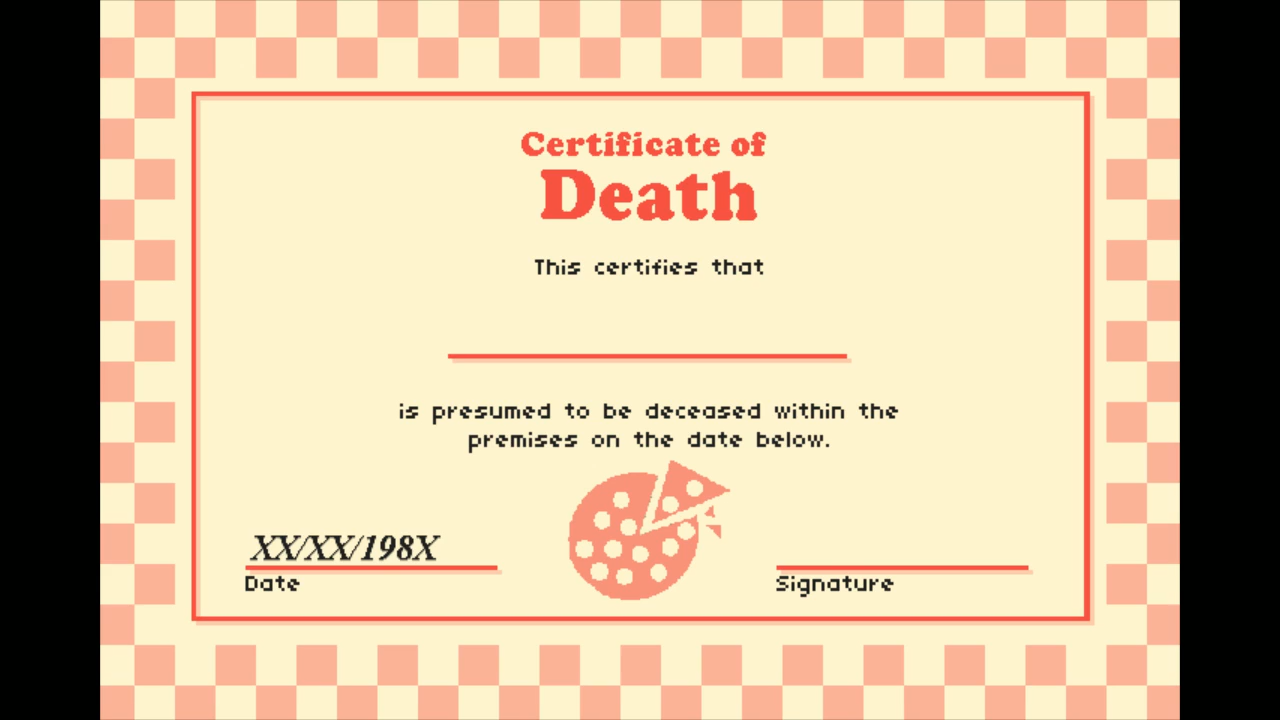 Certificate of
Death
This certifies that
is presumed to be deceased within the
premises on the date below.
XX/XX/198X
Date
Signature